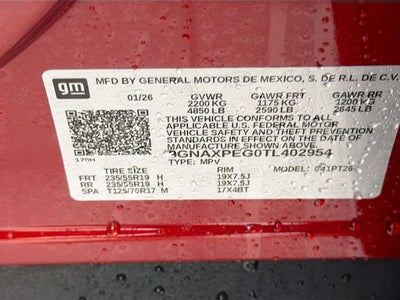 gm
MFD BY GENERAL MOTORS DE MEXICO, S. DE R.L. DE C.V.
01/26 GVWR GAWR FRT GAWR RR
2200 KG 1175 KG 1200 KG
4850 LB 2590 LB 2645 LB
THIS VEHICLE CONFORMS TO ALL
APPLICABLE U.S. FEDERAL MOTOR
VEHICLE SAFETY STANDARDS IN
EFFECT ON THE DATE OF
MANUFACTURE SHOWN ABOVE.
3GNAXPEG0TL402954
170H TYPE: MPV MODEL: 041PT26
TIRE SIZE RIM
FRT 235/55R19 H 19X7.5J
RR 235/55R19 H 19X7.5J
SPA T125/70R17 M 17X4BT